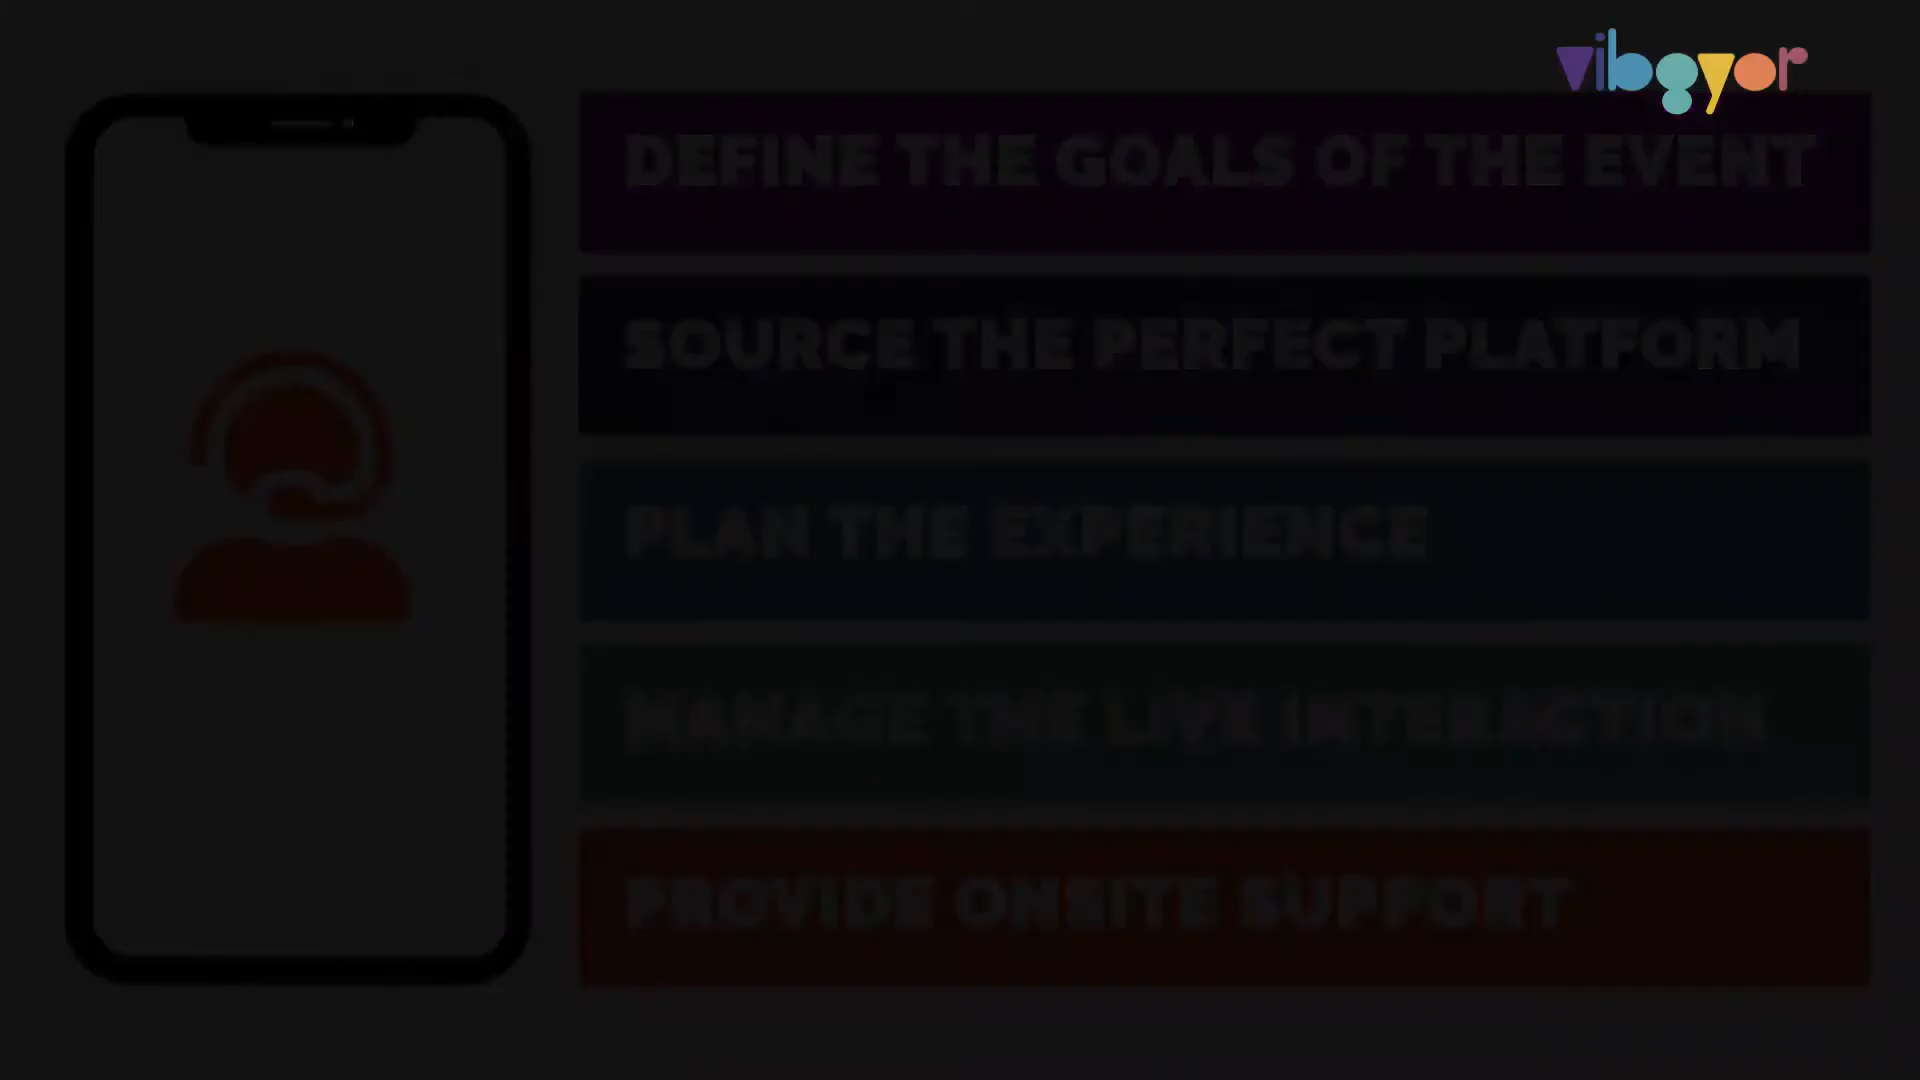 vibgyor
DEFINE THE GOALS OF THE EVENT
SOURCE THE PERFECT PLATFORM
PLAN THE EXPERIENCE
MANAGE THE LIVE INTERACTION
PROVIDE ONSITE SUPPORT